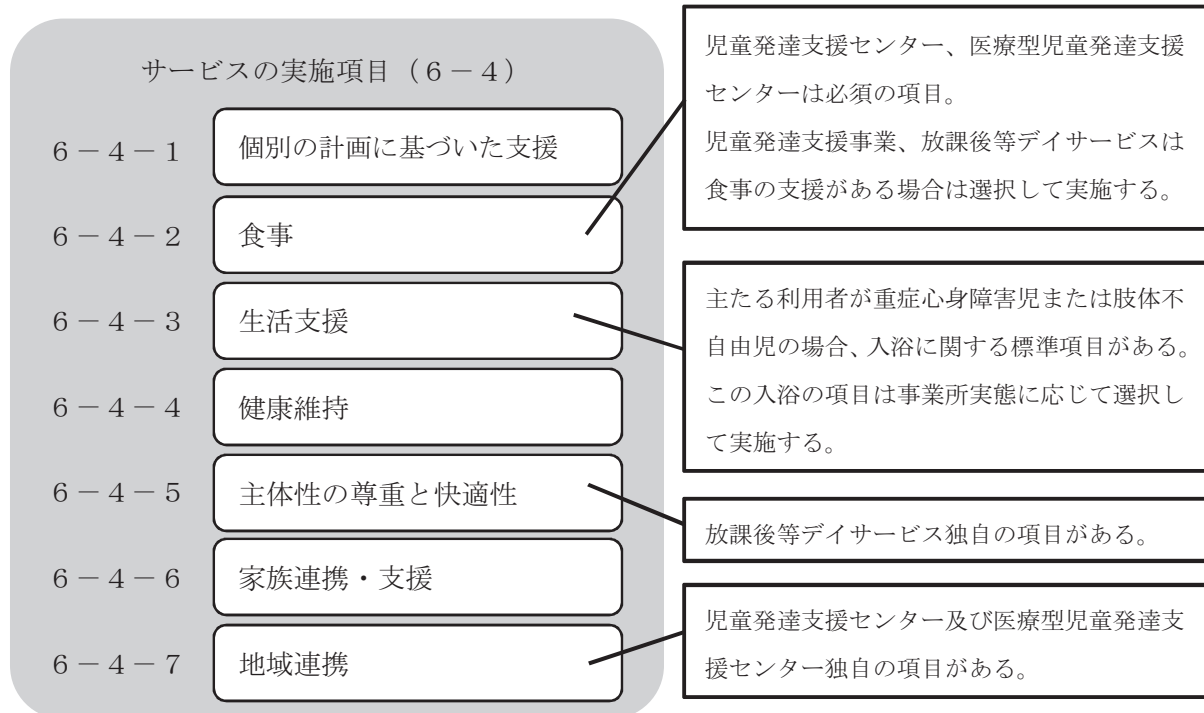 サービスの実施項目（６－４）
６－４－１ 個別の計画に基づいた支援
６－４－２ 食事
６－４－３ 生活支援
６－４－４ 健康維持
６－４－５ 主体性の尊重と快適性
６－４－６ 家族連携・支援
６－４－７ 地域連携
児童発達支援センター、医療型児童発達支援
センターは必須の項目。
児童発達支援事業、放課後等デイサービスは
食事の支援がある場合は選択して実施する。
主たる利用者が重症心身障害児または肢体不
自由児の場合、入浴に関する標準項目がある。
この入浴の項目は事業所実態に応じて選択し
て実施する。
放課後等デイサービス独自の項目がある。
児童発達支援センター及び医療型児童発達支
援センター独自の項目がある。